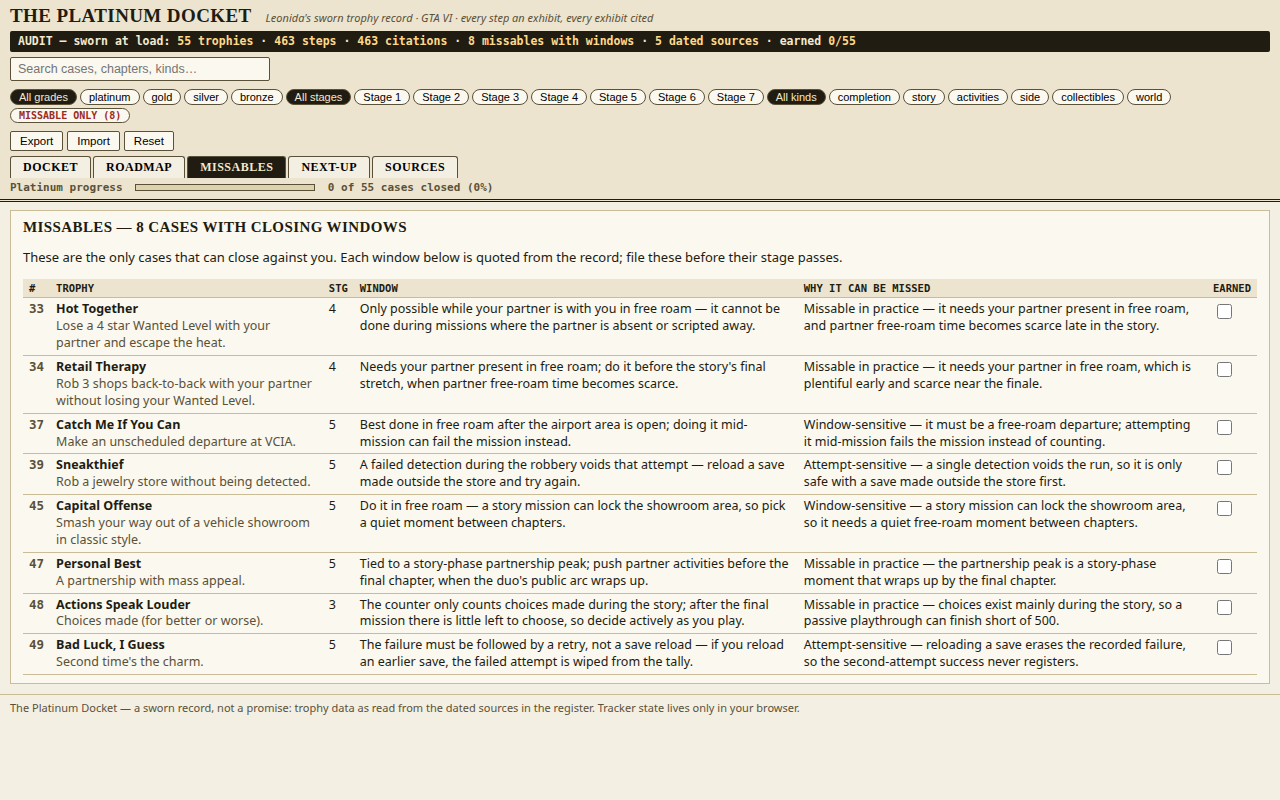 THE PLATINUM DOCKET Leonida's sworn trophy record · GTA VI · every step an exhibit, every exhibit cited
AUDIT — sworn at load: 55 trophies · 463 steps · 463 citations · 8 missables with windows · 5 dated sources · earned 0/55
Search cases, chapters, kinds…
All grades platinum gold silver bronze All stages Stage 1 Stage 2 Stage 3 Stage 4 Stage 5 Stage 6 Stage 7 All kinds completion story activities side collectibles world
MISSABLE ONLY (8)
Export Import Reset
DOCKET ROADMAP MISSABLES NEXT-UP SOURCES
Platinum progress 0 of 55 cases closed (0%)
MISSABLES — 8 CASES WITH CLOSING WINDOWS
These are the only cases that can close against you. Each window below is quoted from the record; file these before their stage passes.
# TROPHY STG WINDOW WHY IT CAN BE MISSED EARNED
33 Hot Together 4 Only possible while your partner is with you in free roam — it cannot be Missable in practice — it needs your partner present in free roam,
Lose a 4 star Wanted Level with your done during missions where the partner is absent or scripted away. and partner free-roam time becomes scarce late in the story.
partner and escape the heat.
34 Retail Therapy 4 Needs your partner present in free roam; do it before the story's final Missable in practice — it needs your partner in free roam, which is
Rob 3 shops back-to-back with your partner stretch, when partner free-roam time becomes scarce. plentiful early and scarce near the finale.
without losing your Wanted Level.
37 Catch Me If You Can 5 Best done in free roam after the airport area is open; doing it mid- Window-sensitive — it must be a free-roam departure; attempting
Make an unscheduled departure at VCIA. mission can fail the mission instead. it mid-mission fails the mission instead of counting.
39 Sneakthief 5 A failed detection during the robbery voids that attempt — reload a save Attempt-sensitive — a single detection voids the run, so it is only
Rob a jewelry store without being detected. made outside the store and try again. safe with a save made outside the store first.
45 Capital Offense 5 Do it in free roam — a story mission can lock the showroom area, so pick Window-sensitive — a story mission can lock the showroom area,
Smash your way out of a vehicle showroom a quiet moment between chapters. so it needs a quiet free-roam moment between chapters.
in classic style.
47 Personal Best 5 Tied to a story-phase partnership peak; push partner activities before the Missable in practice — the partnership peak is a story-phase
A partnership with mass appeal. final chapter, when the duo's public arc wraps up. moment that wraps up by the final chapter.
48 Actions Speak Louder 3 The counter only counts choices made during the story; after the final Missable in practice — choices exist mainly during the story, so a
Choices made (for better or worse). mission there is little left to choose, so decide actively as you play. passive playthrough can finish short of 500.
49 Bad Luck, I Guess 5 The failure must be followed by a retry, not a save reload — if you reload Attempt-sensitive — reloading a save erases the recorded failure,
Second time's the charm. an earlier save, the failed attempt is wiped from the tally. so the second-attempt success never registers.
The Platinum Docket — a sworn record, not a promise: trophy data as read from the dated sources in the register. Tracker state lives only in your browser.